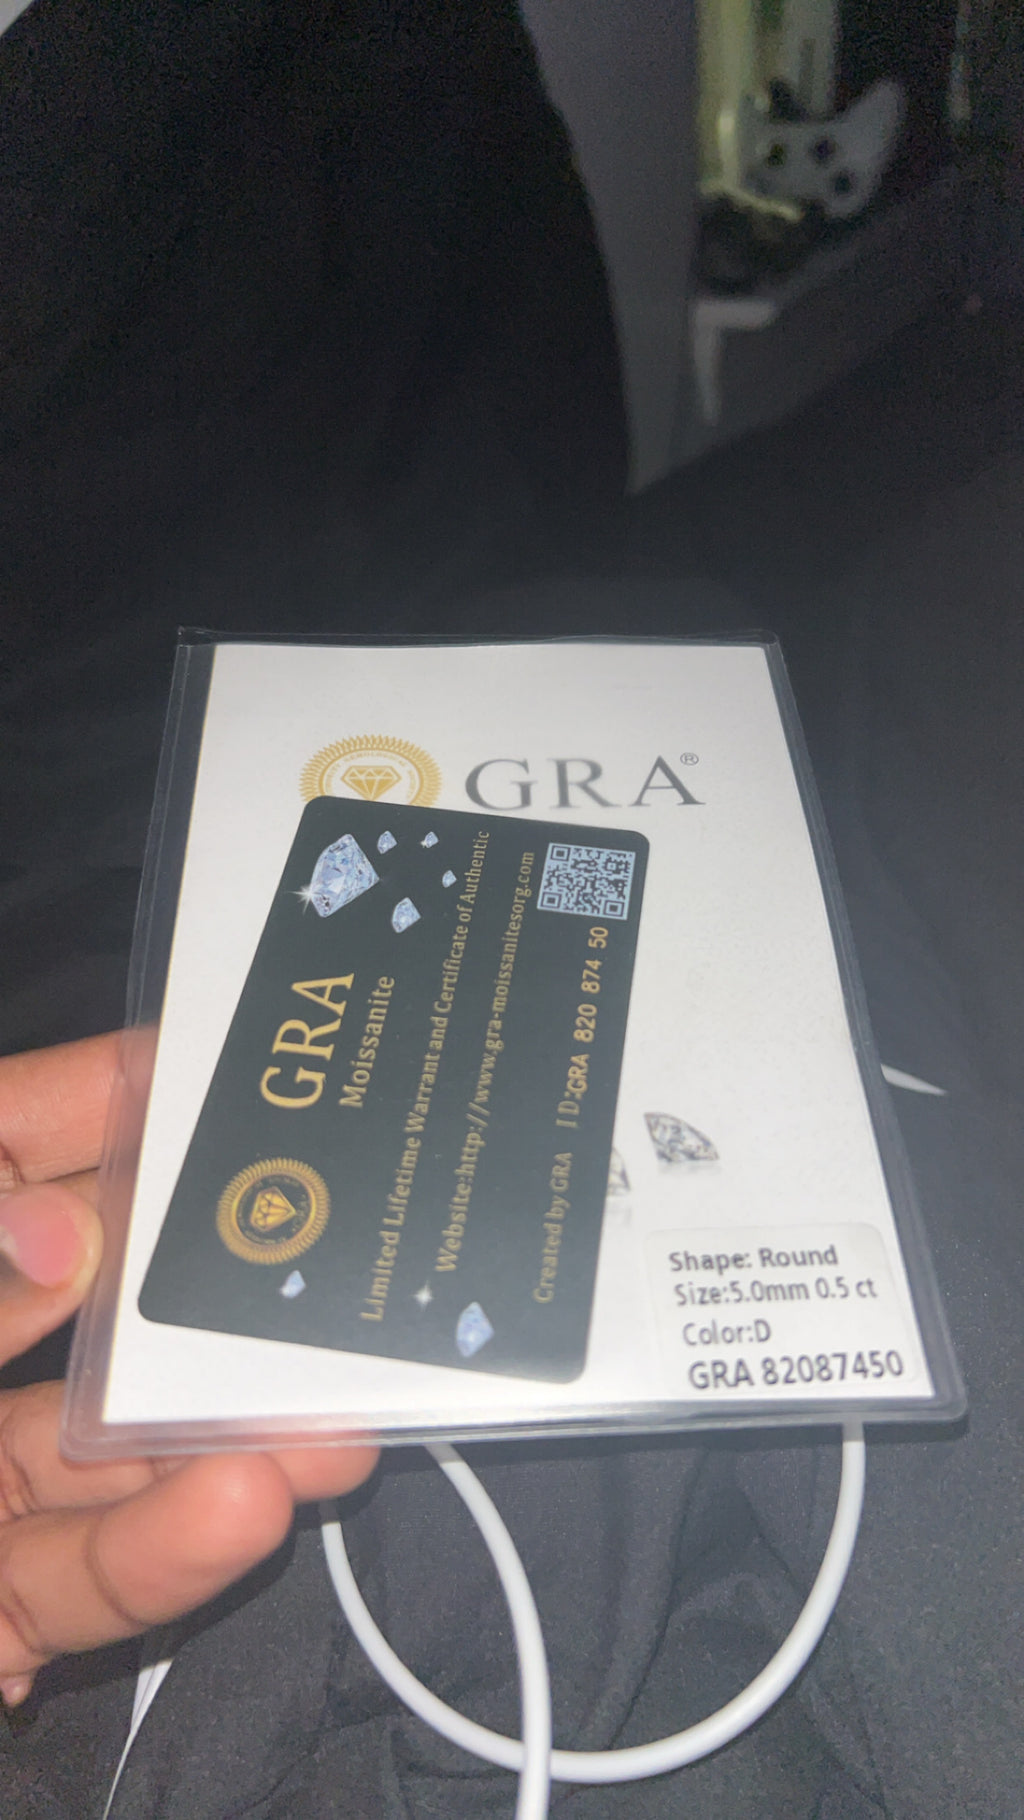 GRA®
GRA
Moissanite
Limited Lifetime Warrant and Certificate of Authentic
Website:http://www.gra-moissanitesorg.com
Created by GRA ID:GRA 820 874 50
Shape: Round
Size:5.0mm 0.5 ct
Color:D
GRA 82087450